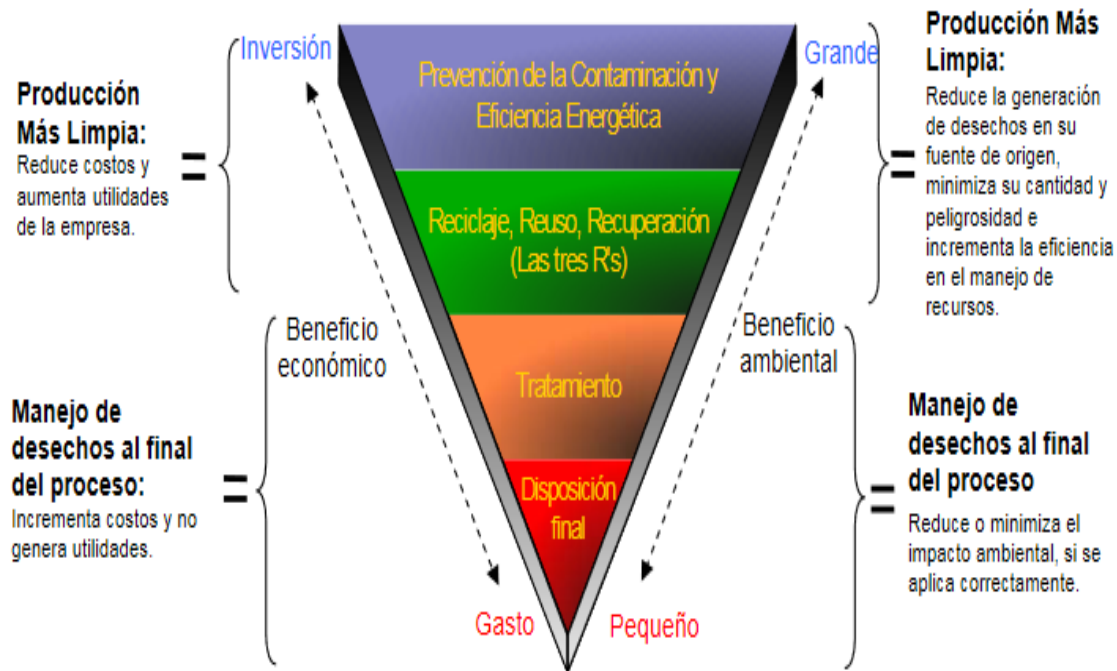 Producción
Más Limpia:
Reduce costos y
aumenta utilidades
de la empresa.
=
Manejo de
desechos al final
del proceso:
Incrementa costos y no
genera utilidades.
=
Inversión
Beneficio
económico
Gasto
Prevención de la Contaminación y
Eficiencia Energética
Reciclaje, Reuso, Recuperación
(Las tres R's)
Tratamiento
Disposición
final
Grande
Beneficio
ambiental
Pequeño
=
Producción Más
Limpia:
Reduce la generación
de desechos en su
fuente de origen,
minimiza su cantidad y
peligrosidad e
incrementa la eficiencia
en el manejo de
recursos.
=
Manejo de
desechos al final
del proceso
Reduce o minimiza el
impacto ambiental, si se
aplica correctamente.